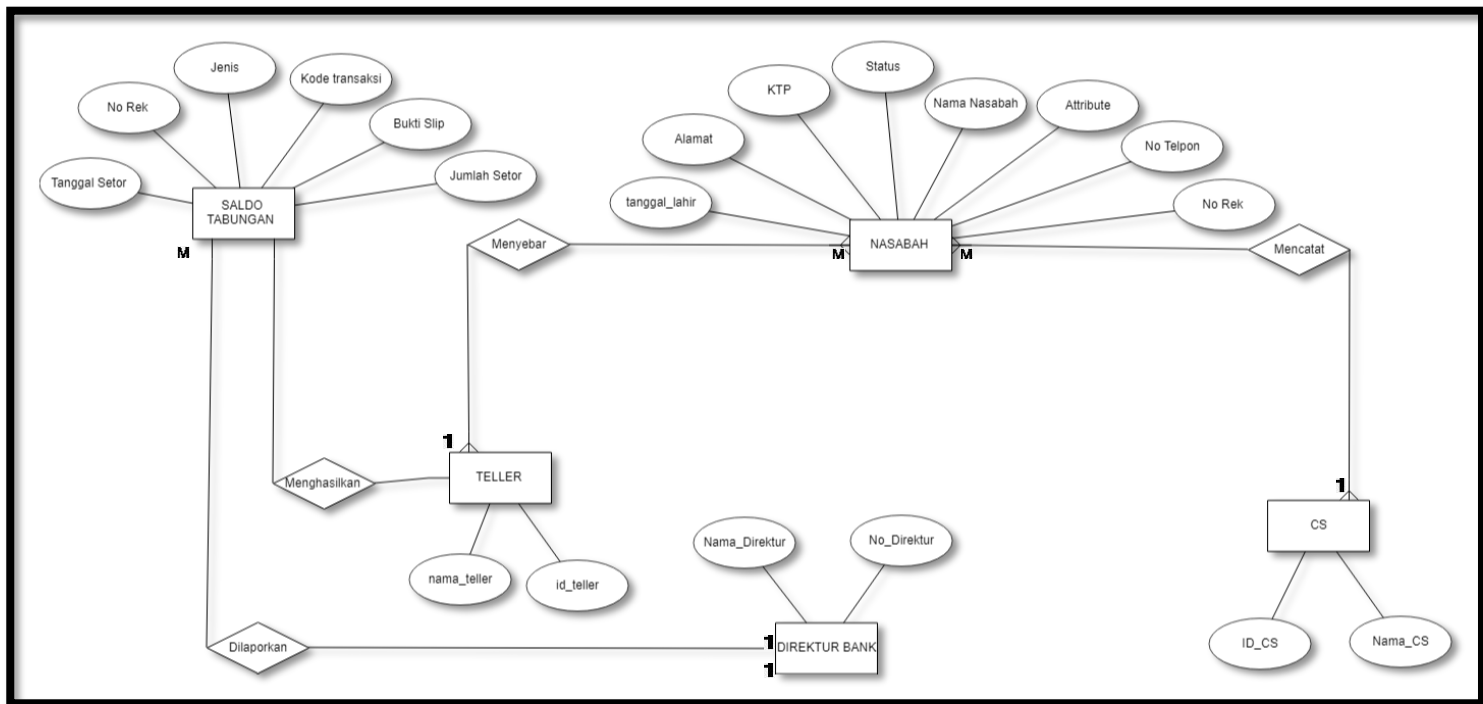 Jenis
Kode transaksi
No Rek
Bukti Slip
Tanggal Setor
Jumlah Setor
SALDO
TABUNGAN
M
Status
KTP
Nama Nasabah
Attribute
Alamat
No Telpon
tanggal_lahir
No Rek
Menyebar
M
NASABAH
M
Mencatat
1
TELLER
Menghasilkan
nama_teller
id_teller
1
CS
ID_CS
Nama_CS
Nama_Direktur
No_Direktur
Dilaporkan
1
DIREKTUR BANK
1